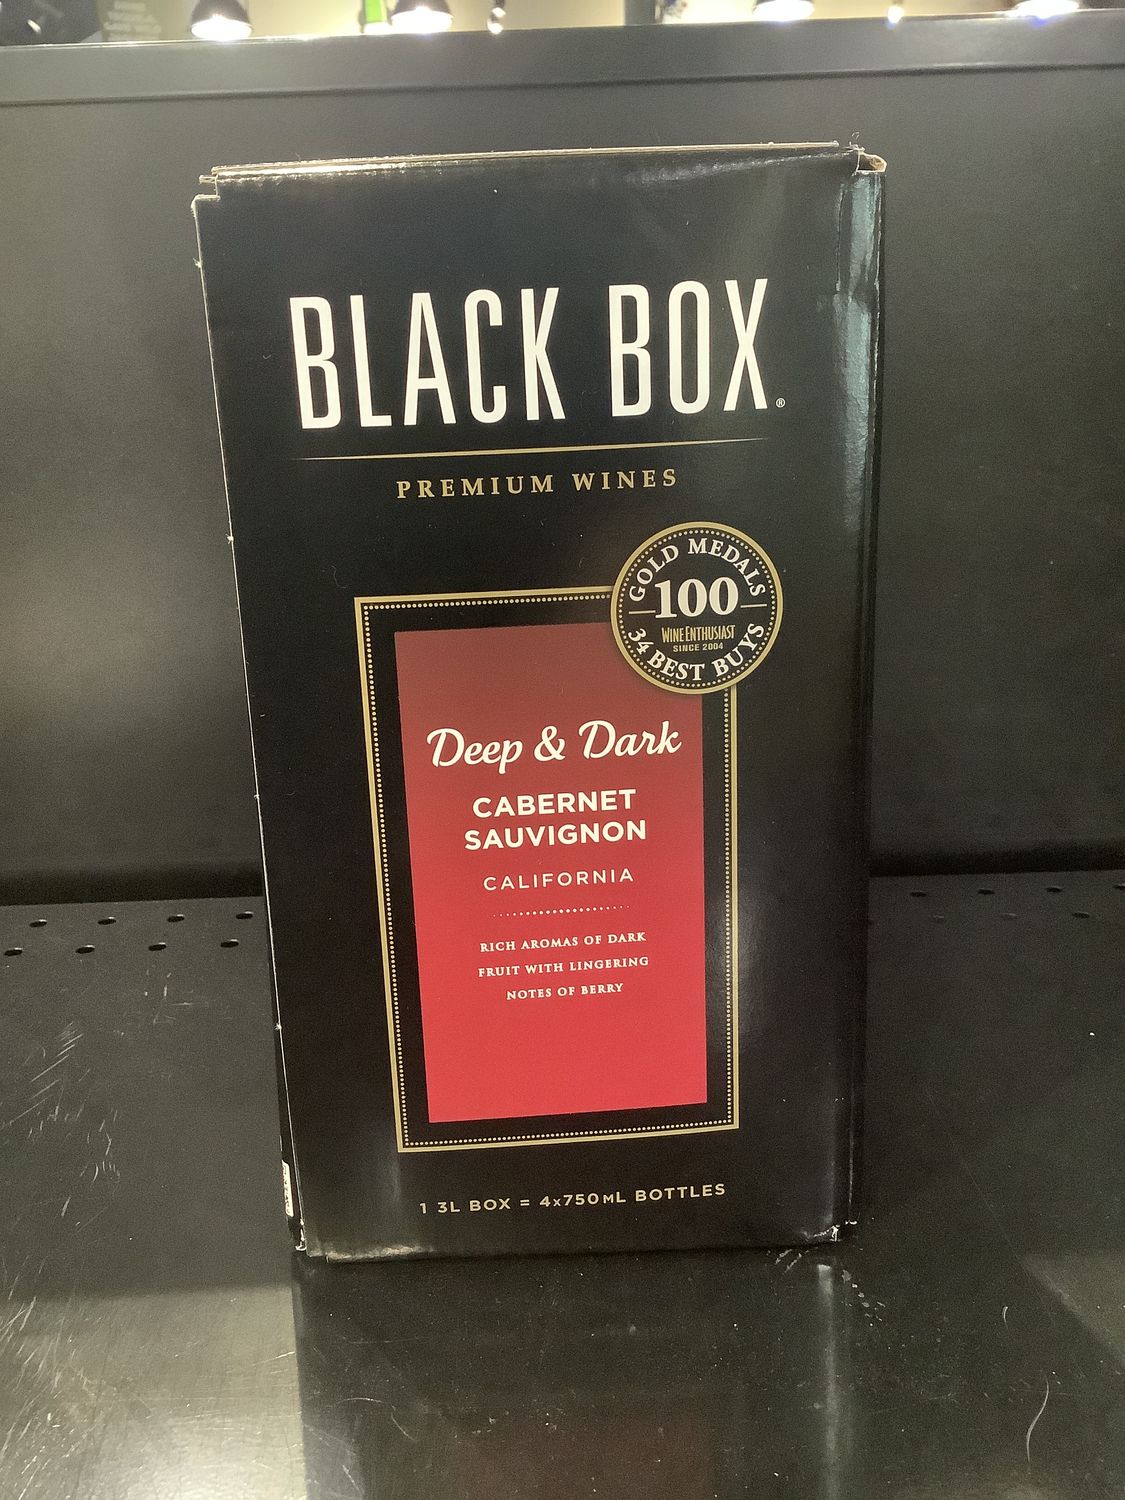 BLACK BOX®
PREMIUM WINES
GOLD MEDALS
100
WINE ENTHUSIAST
SINCE 2004
34 BEST BUYS
Deep & Dark
CABERNET
SAUVIGNON
CALIFORNIA
RICH AROMAS OF DARK
FRUIT WITH LINGERING
NOTES OF BERRY
1 3L BOX = 4x750ML BOTTLES